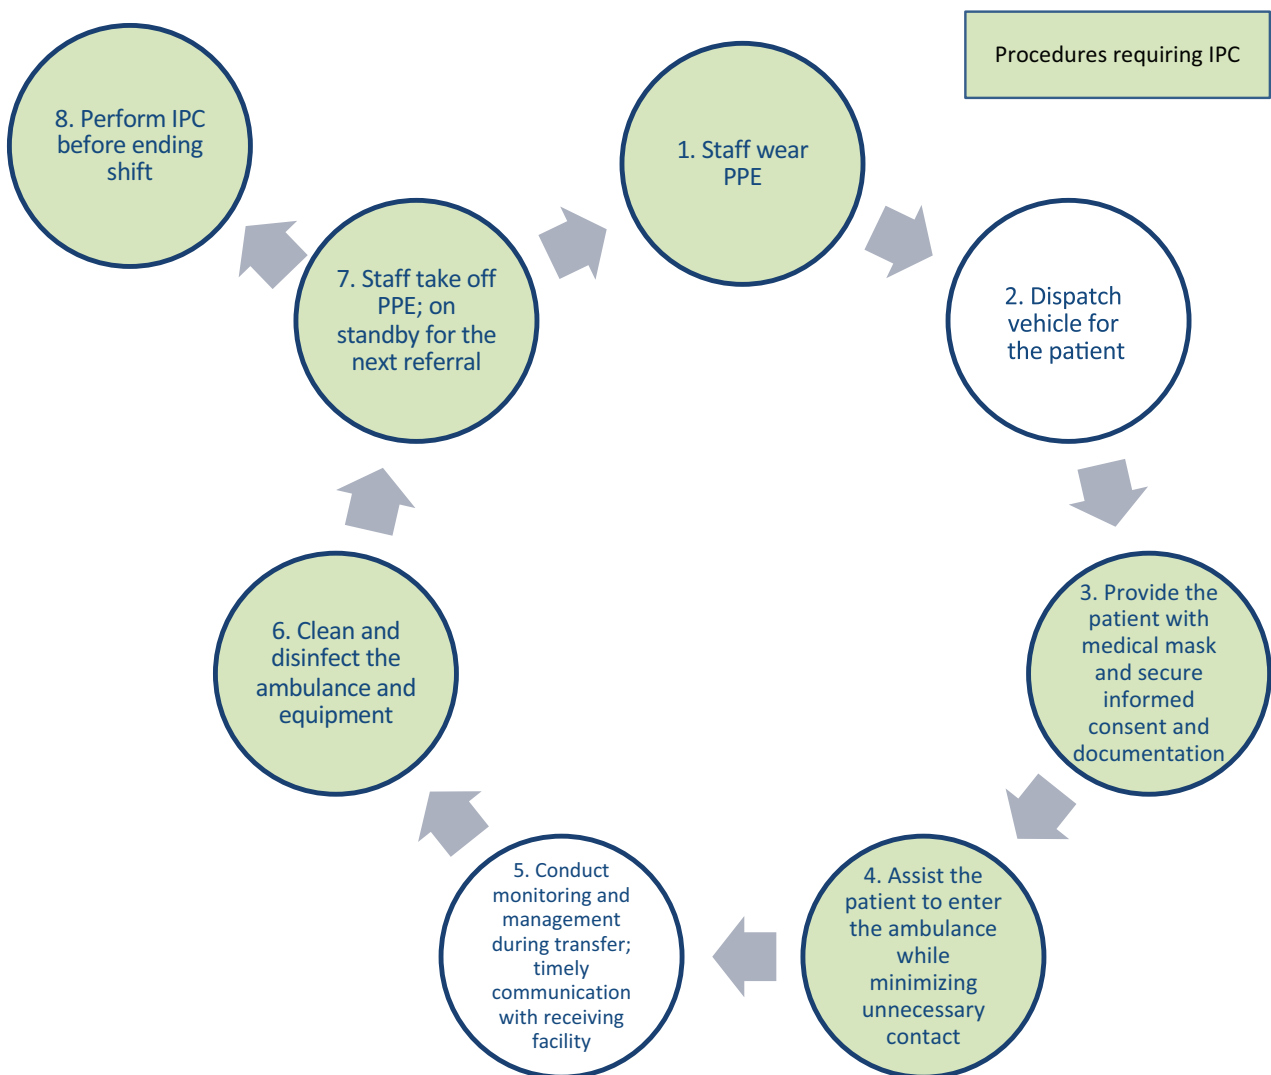 Procedures requiring IPC
1. Staff wear
PPE
2. Dispatch
vehicle for
the patient
3. Provide the
patient with
medical mask
and secure
informed
consent and
documentation
4. Assist the
patient to enter
the ambulance
while
minimizing
unnecessary
contact
5. Conduct
monitoring and
management
during transfer;
timely
communication
with receiving
facility
6. Clean and
disinfect the
ambulance and
equipment
7. Staff take off
PPE; on
standby for the
next referral
8. Perform IPC
before ending
shift